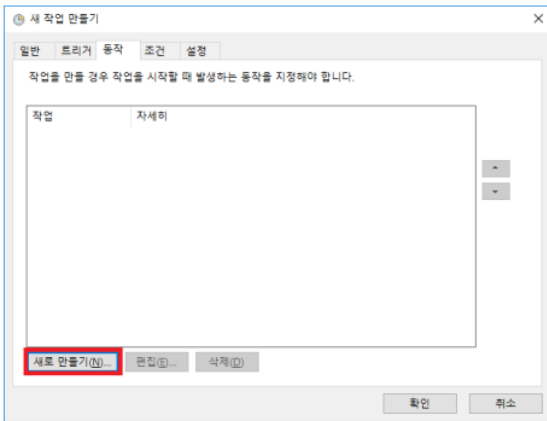 새 작업 만들기
일반 트리거 동작 조건 설정
작업을 만들 경우 작업을 시작할 때 발생하는 동작을 지정해야 합니다.
작업 자세히
새로 만들기(N)... 편집(E)... 삭제(D)
확인 취소